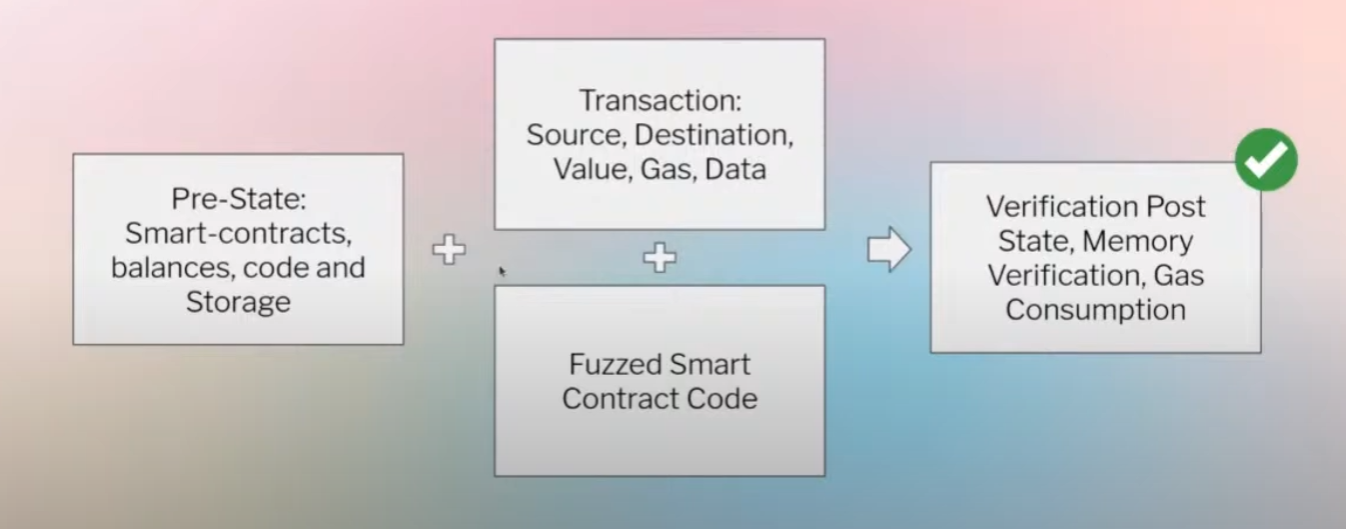 Pre-State:
Smart-contracts,
balances, code and
Storage
Transaction:
Source, Destination,
Value, Gas, Data
Fuzzed Smart
Contract Code
Verification Post
State, Memory
Verification, Gas
Consumption